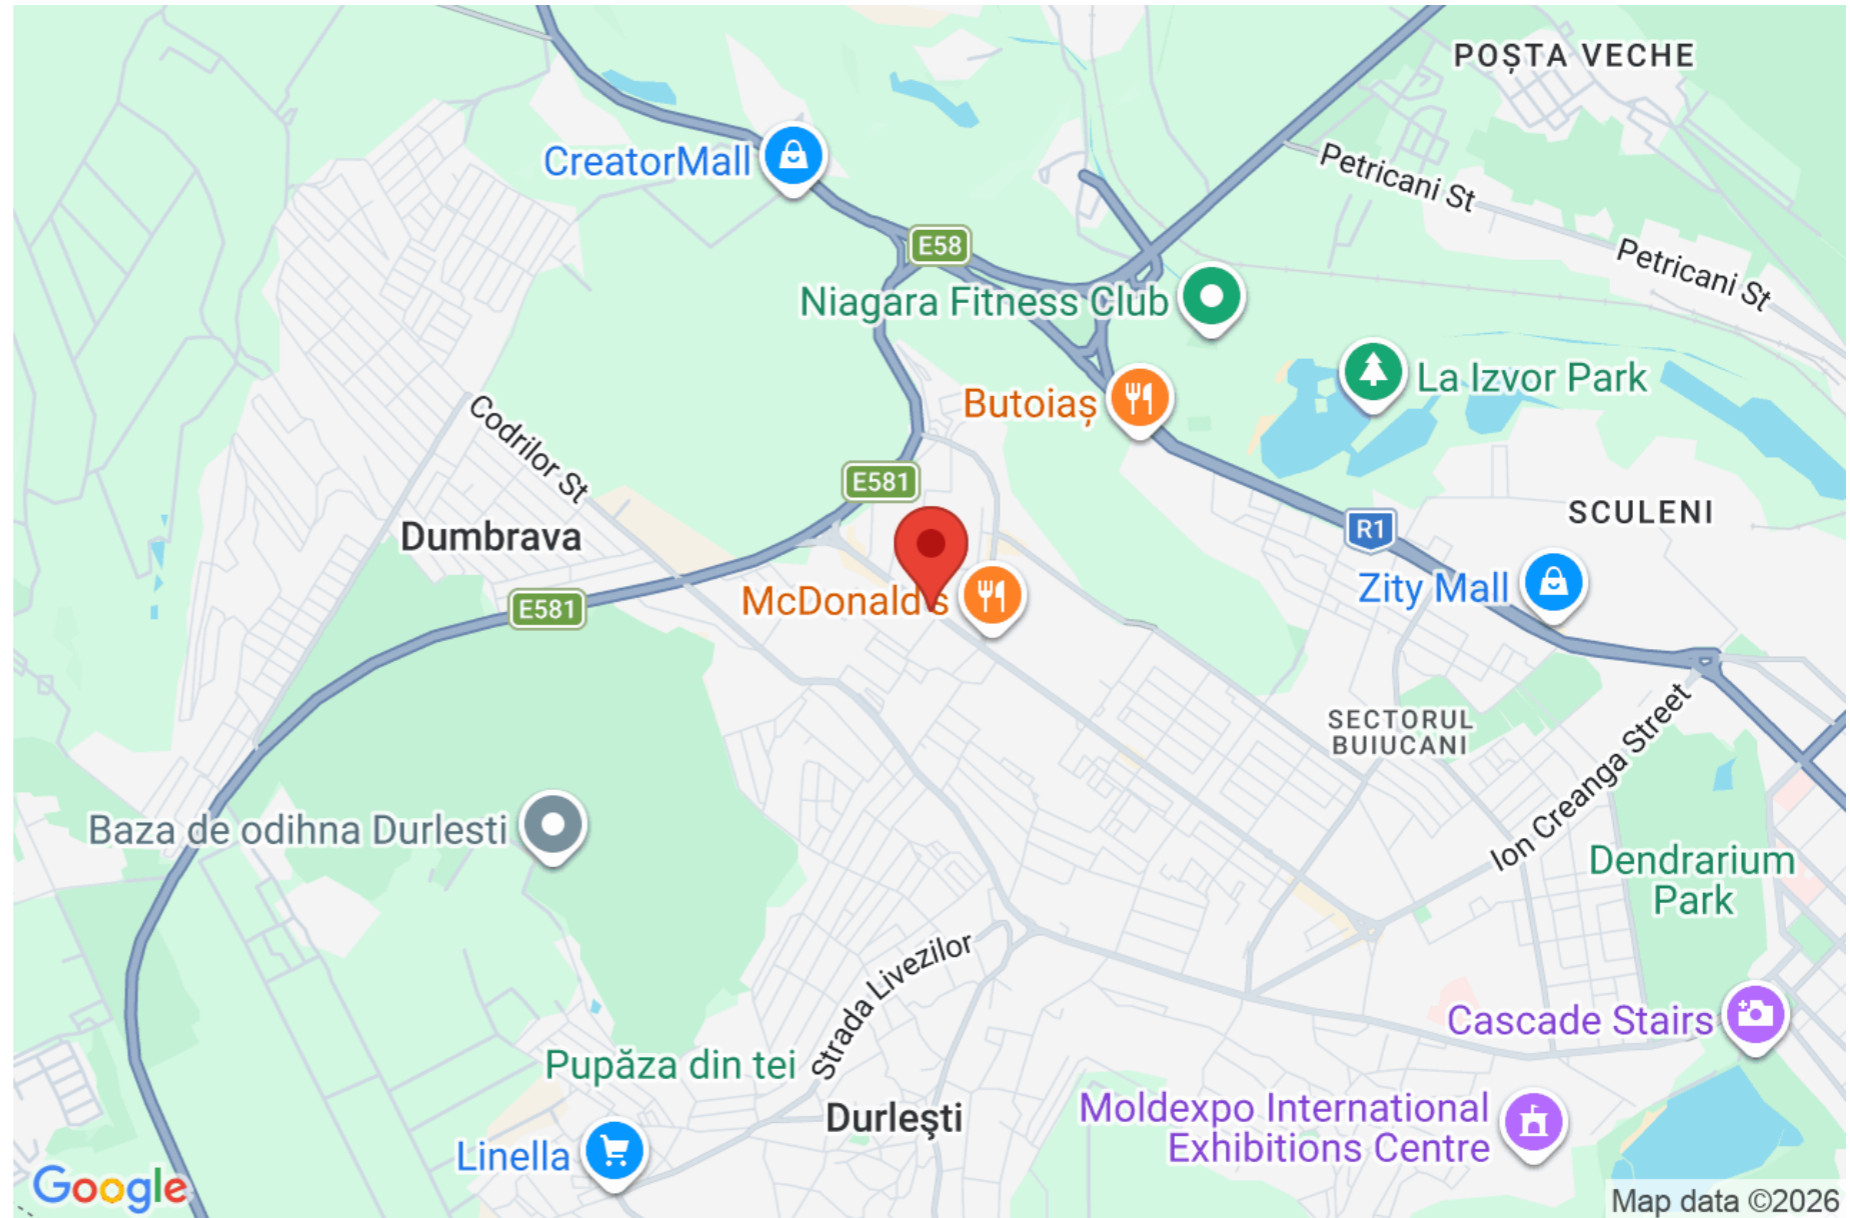 POȘTA VECHE
CreatorMall
Petricani St
E58
Petricani St
Niagara Fitness Club
La Izvor Park
Butoiaș
Codrilor St
E581
SCULENI
R1
Dumbrava
Zity Mall
McDonald's
E581
SECTORUL
BUIUCANI
Ion Creanga Street
Baza de odihna Durlesti
Dendrarium
Park
Strada Livezilor
Cascade Stairs
Pupăza din tei
Durleşti
Moldexpo International
Exhibitions Centre
Linella
Google
Map data ©2026